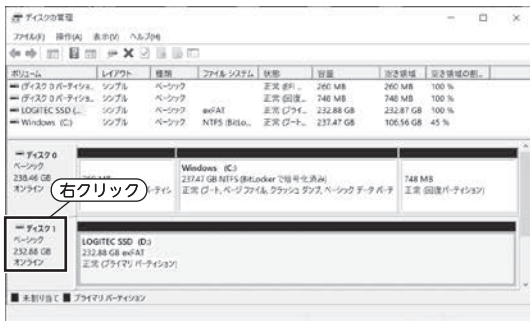 ディスクの管理
ファイル(F) 操作(A) 表示(V) ヘルプ(H)
ボリューム レイアウト 種類 ファイル システム 状態 容量 空き領域 空き領域の割...
(ディスク 0 パーティショ... シンプル ベーシック 正常 (EFI ... 260 MB 260 MB 100 %
(ディスク 0 パーティショ... シンプル ベーシック 正常 (回復... 748 MB 748 MB 100 %
LOGITEC SSD (... シンプル ベーシック exFAT 正常 (プライ... 232.88 GB 232.87 GB 100 %
Windows (C:) シンプル ベーシック NTFS (BitLo... 正常 (ブート... 237.47 GB 106.56 GB 45 %
ディスク 0
ベーシック
238.46 GB
オンライン
Windows (C:)
237.47 GB NTFS (BitLocker で暗号化済み)
正常 (ブート, ページ ファイル, クラッシュ ダンプ, ベーシック データ パーテ
748 MB
正常 (回復パーティション)
右クリック
ディスク 1
ベーシック
232.88 GB
オンライン
LOGITEC SSD (D:)
232.88 GB exFAT
正常 (プライマリ パーティション)
未割り当て プライマリ パーティション